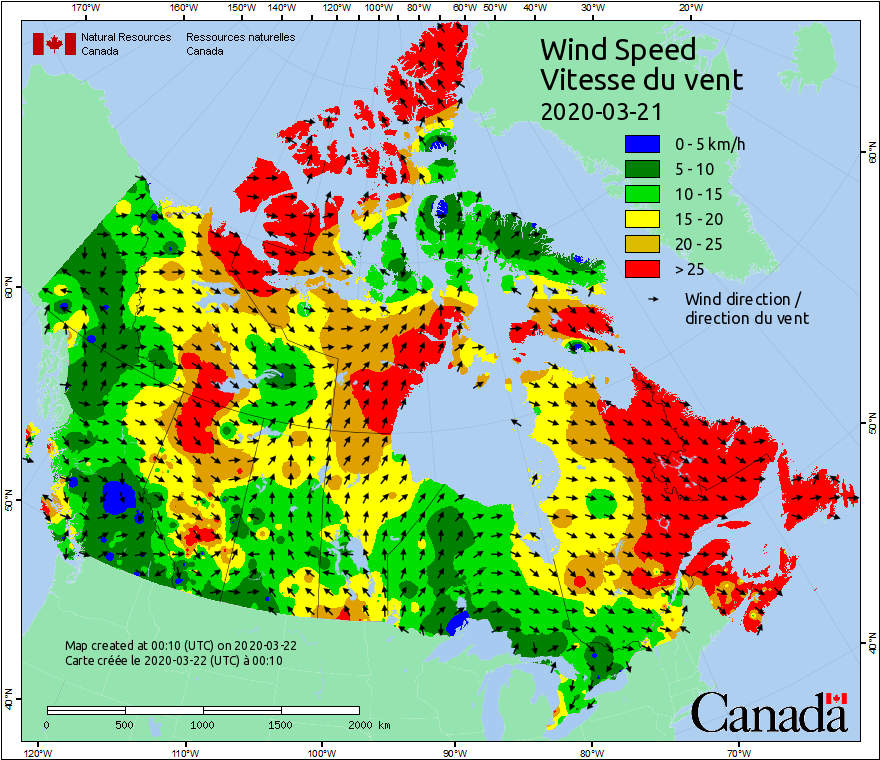 170°W 160°W 150°W 140°W 130°W 120°W 110°W 100°W 80°W 60°W 50°W 40°W 30°W 20°W
Natural Resources Canada
Ressources naturelles Canada
Wind Speed
Vitesse du vent
2020-03-21
0 - 5 km/h
5 - 10
10 - 15
15 - 20
20 - 25
> 25
Wind direction /
direction du vent
60°N
50°N
40°N
60°N
50°N
40°N
Map created at 00:10 (UTC) on 2020-03-22
Carte créée le 2020-03-22 (UTC) à 00:10
0 500 1000 1500 2000 km
Canada
120°W 110°W 100°W 90°W 80°W 70°W